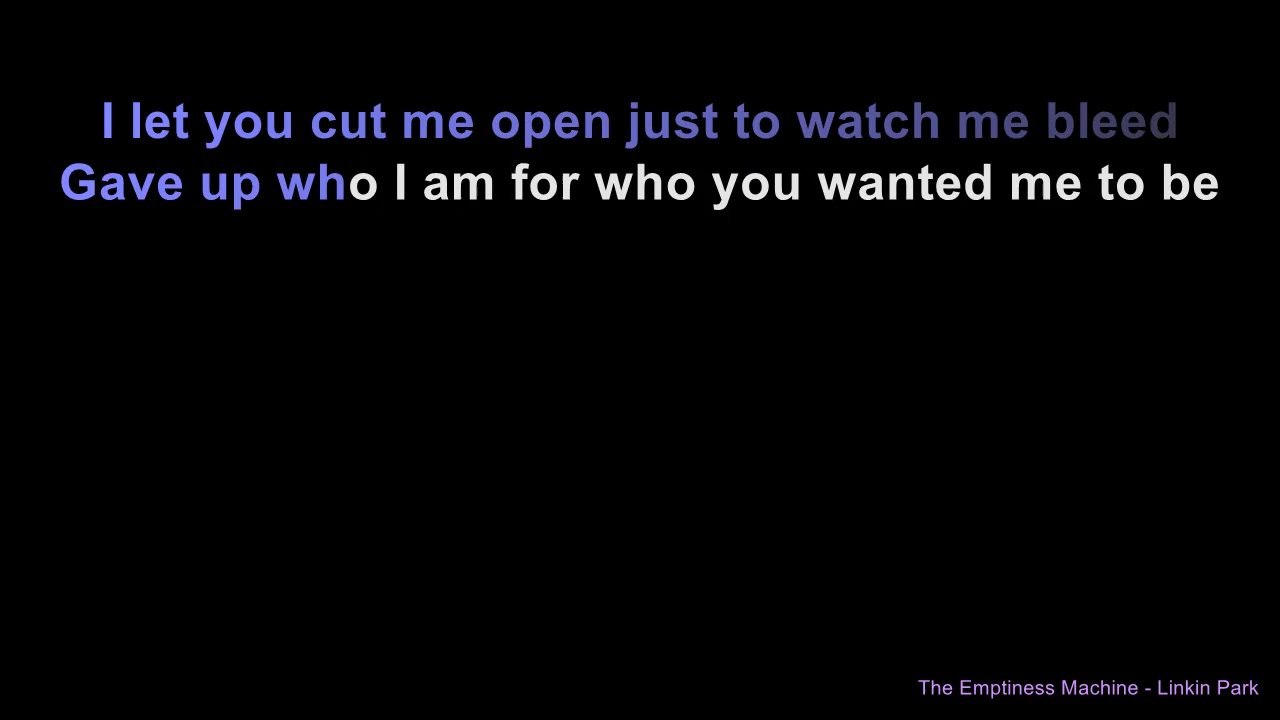 I let you cut me open just to watch me bleed
Gave up who I am for who you wanted me to be
The Emptiness Machine - Linkin Park